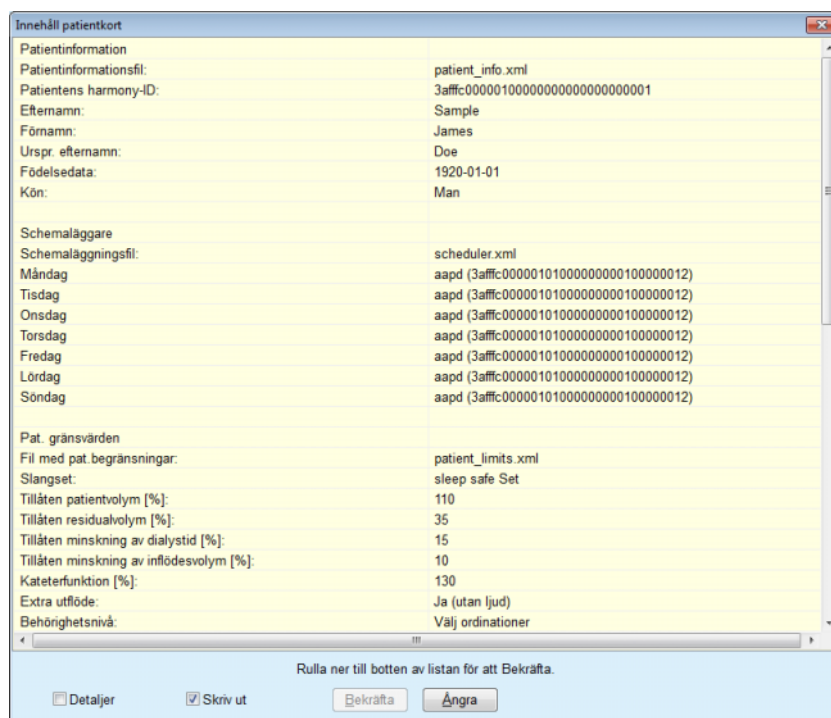 Innehåll patientkort
Patientinformation
Patientinformationsfil: patient_info.xml
Patientens harmony-ID: 3afffc00000100000000000000000001
Efternamn: Sample
Förnamn: James
Urspr. efternamn: Doe
Födelsedata: 1920-01-01
Kön: Man
Schemaläggare
Schemaläggningsfil: scheduler.xml
Måndag aapd (3afffc00000101000000000100000012)
Tisdag aapd (3afffc00000101000000000100000012)
Onsdag aapd (3afffc00000101000000000100000012)
Torsdag aapd (3afffc00000101000000000100000012)
Fredag aapd (3afffc00000101000000000100000012)
Lördag aapd (3afffc00000101000000000100000012)
Söndag aapd (3afffc00000101000000000100000012)
Pat. gränsvärden
Fil med pat.begränsningar: patient_limits.xml
Slangset: sleep safe Set
Tillåten patientvolym [%]: 110
Tillåten residualvolym [%]: 35
Tillåten minskning av dialystid [%]: 15
Tillåten minskning av inflödesvolym [%]: 10
Kateterfunktion [%]: 130
Extra utflöde: Ja (utan ljud)
Behörighetsnivå: Välj ordinationer
Rulla ner till botten av listan för att Bekräfta.
Detaljer Skriv ut Bekräfta Ångra